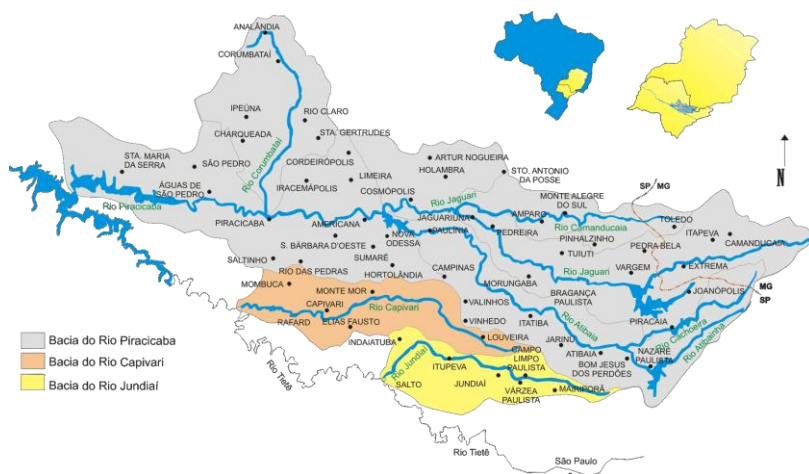 ANALÂNDIA
CORUMBATAÍ
IPEÚNA
RIO CLARO
CHARQUEADA
STA. GERTRUDES
STA. MARIA
DA SERRA
SÃO PEDRO
CORDEIRÓPOLIS
Rio Corumbataí
LIMEIRA
IRACEMÁPOLIS
ÁGUAS DE
SÃO PEDRO
Rio Piracicaba
PIRACICABA
ARTUR NOGUEIRA
HOLAMBRA
STO. ANTONIO
DA POSSE
COSMÓPOLIS
Rio Jaguari
MONTE ALEGRE
DO SUL
SP
MG
N
AMERICANA
JAGUARIUNA
PAULÍNIA
AMPARO
PEDREIRA
Rio Camanducaia
TOLEDO
ITAPEVA
CAMANDUCAIA
S. BÁRBARA D'OESTE
NOVA
ODESSA
PINHALZINHO
TUIUTI
PEDRA BELA
SALTINHO
RIO DAS PEDRAS
SUMARÉ
HORTOLÂNDIA
CAMPINAS
MORUNGABA
Rio Jaguari
VARGEM
EXTREMA
MOMBUCA
MONTE MOR
BRAGANÇA
PAULISTA
JOANÓPOLIS
MG
SP
CAPIVARI
Rio Capivari
VALINHOS
Rio Atibaia
RAFARD
ELIAS FAUSTO
VINHEDO
ITATIBA
PIRACAIA
Rio Cachoeira
Rio Atibainha
INDAIATUBA
LOUVEIRA
JARINU
ATIBAIA
NAZARÉ
PAULISTA
CAMPO
LIMPO
PAULISTA
BOM JESUS
DOS PERDÕES
Rio Jundiaí
ITUPEVA
SALTO
JUNDIAÍ
VÁRZEA
PAULISTA
MAIRIPORÃ
Bacia do Rio Piracicaba
Bacia do Rio Capivari
Bacia do Rio Jundiaí
Rio Tietê
Rio Tietê
São Paulo